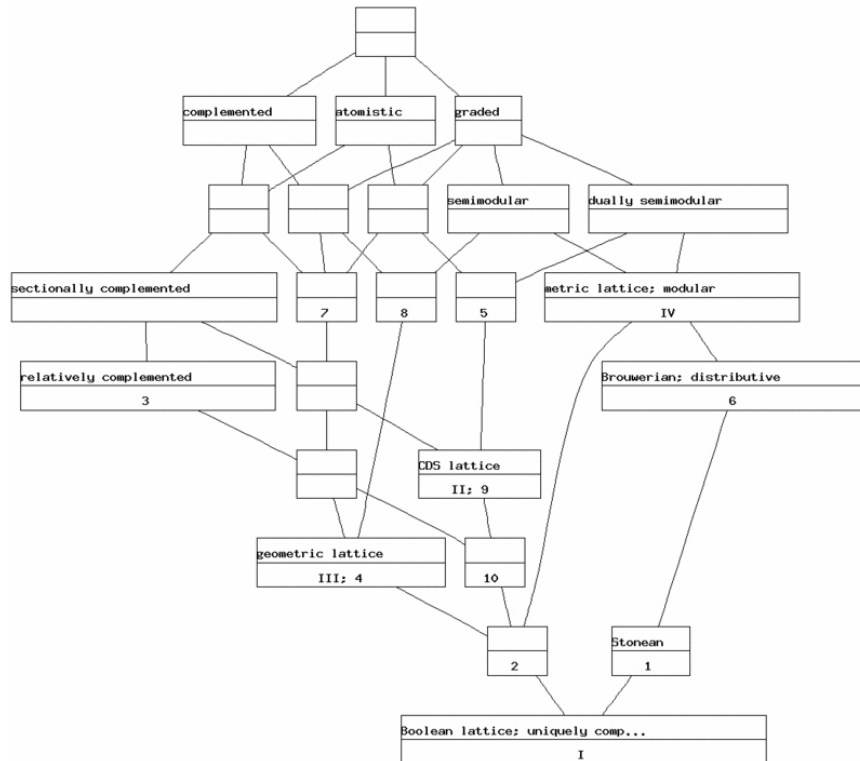 complemented
atomistic
graded
semimodular
dually semimodular
sectionally complemented
7
8
5
metric lattice; modular
IV
relatively complemented
3
Brouwerian; distributive
6
CDS lattice
II; 9
geometric lattice
III; 4
10
2
Stonean
1
Boolean lattice; uniquely comp...
I